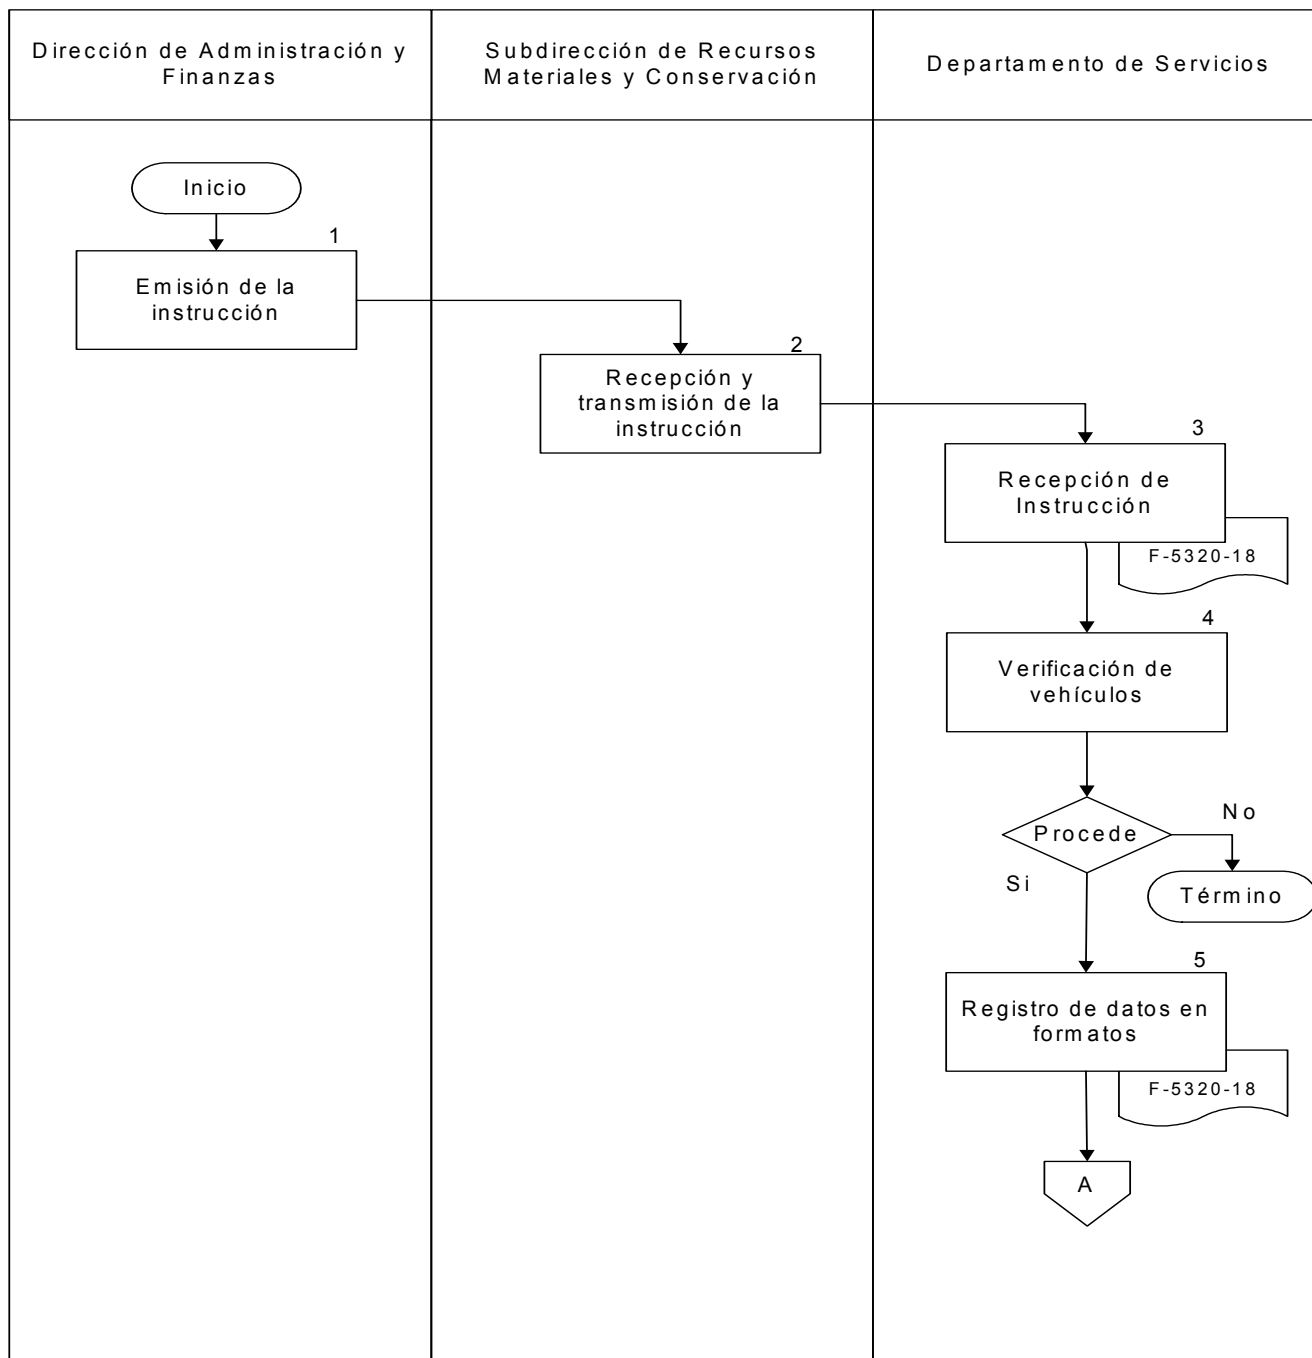 Dirección de Administración y
Finanzas
Subdirección de Recursos
Materiales y Conservación
Departamento de Servicios
Inicio
1
Emisión de la
instrucción
2
Recepción y
transmisión de la
instrucción
3
Recepción de
Instrucción
F-5320-18
4
Verificación de
vehículos
Procede
No
Si
Término
5
Registro de datos en
formatos
F-5320-18
A